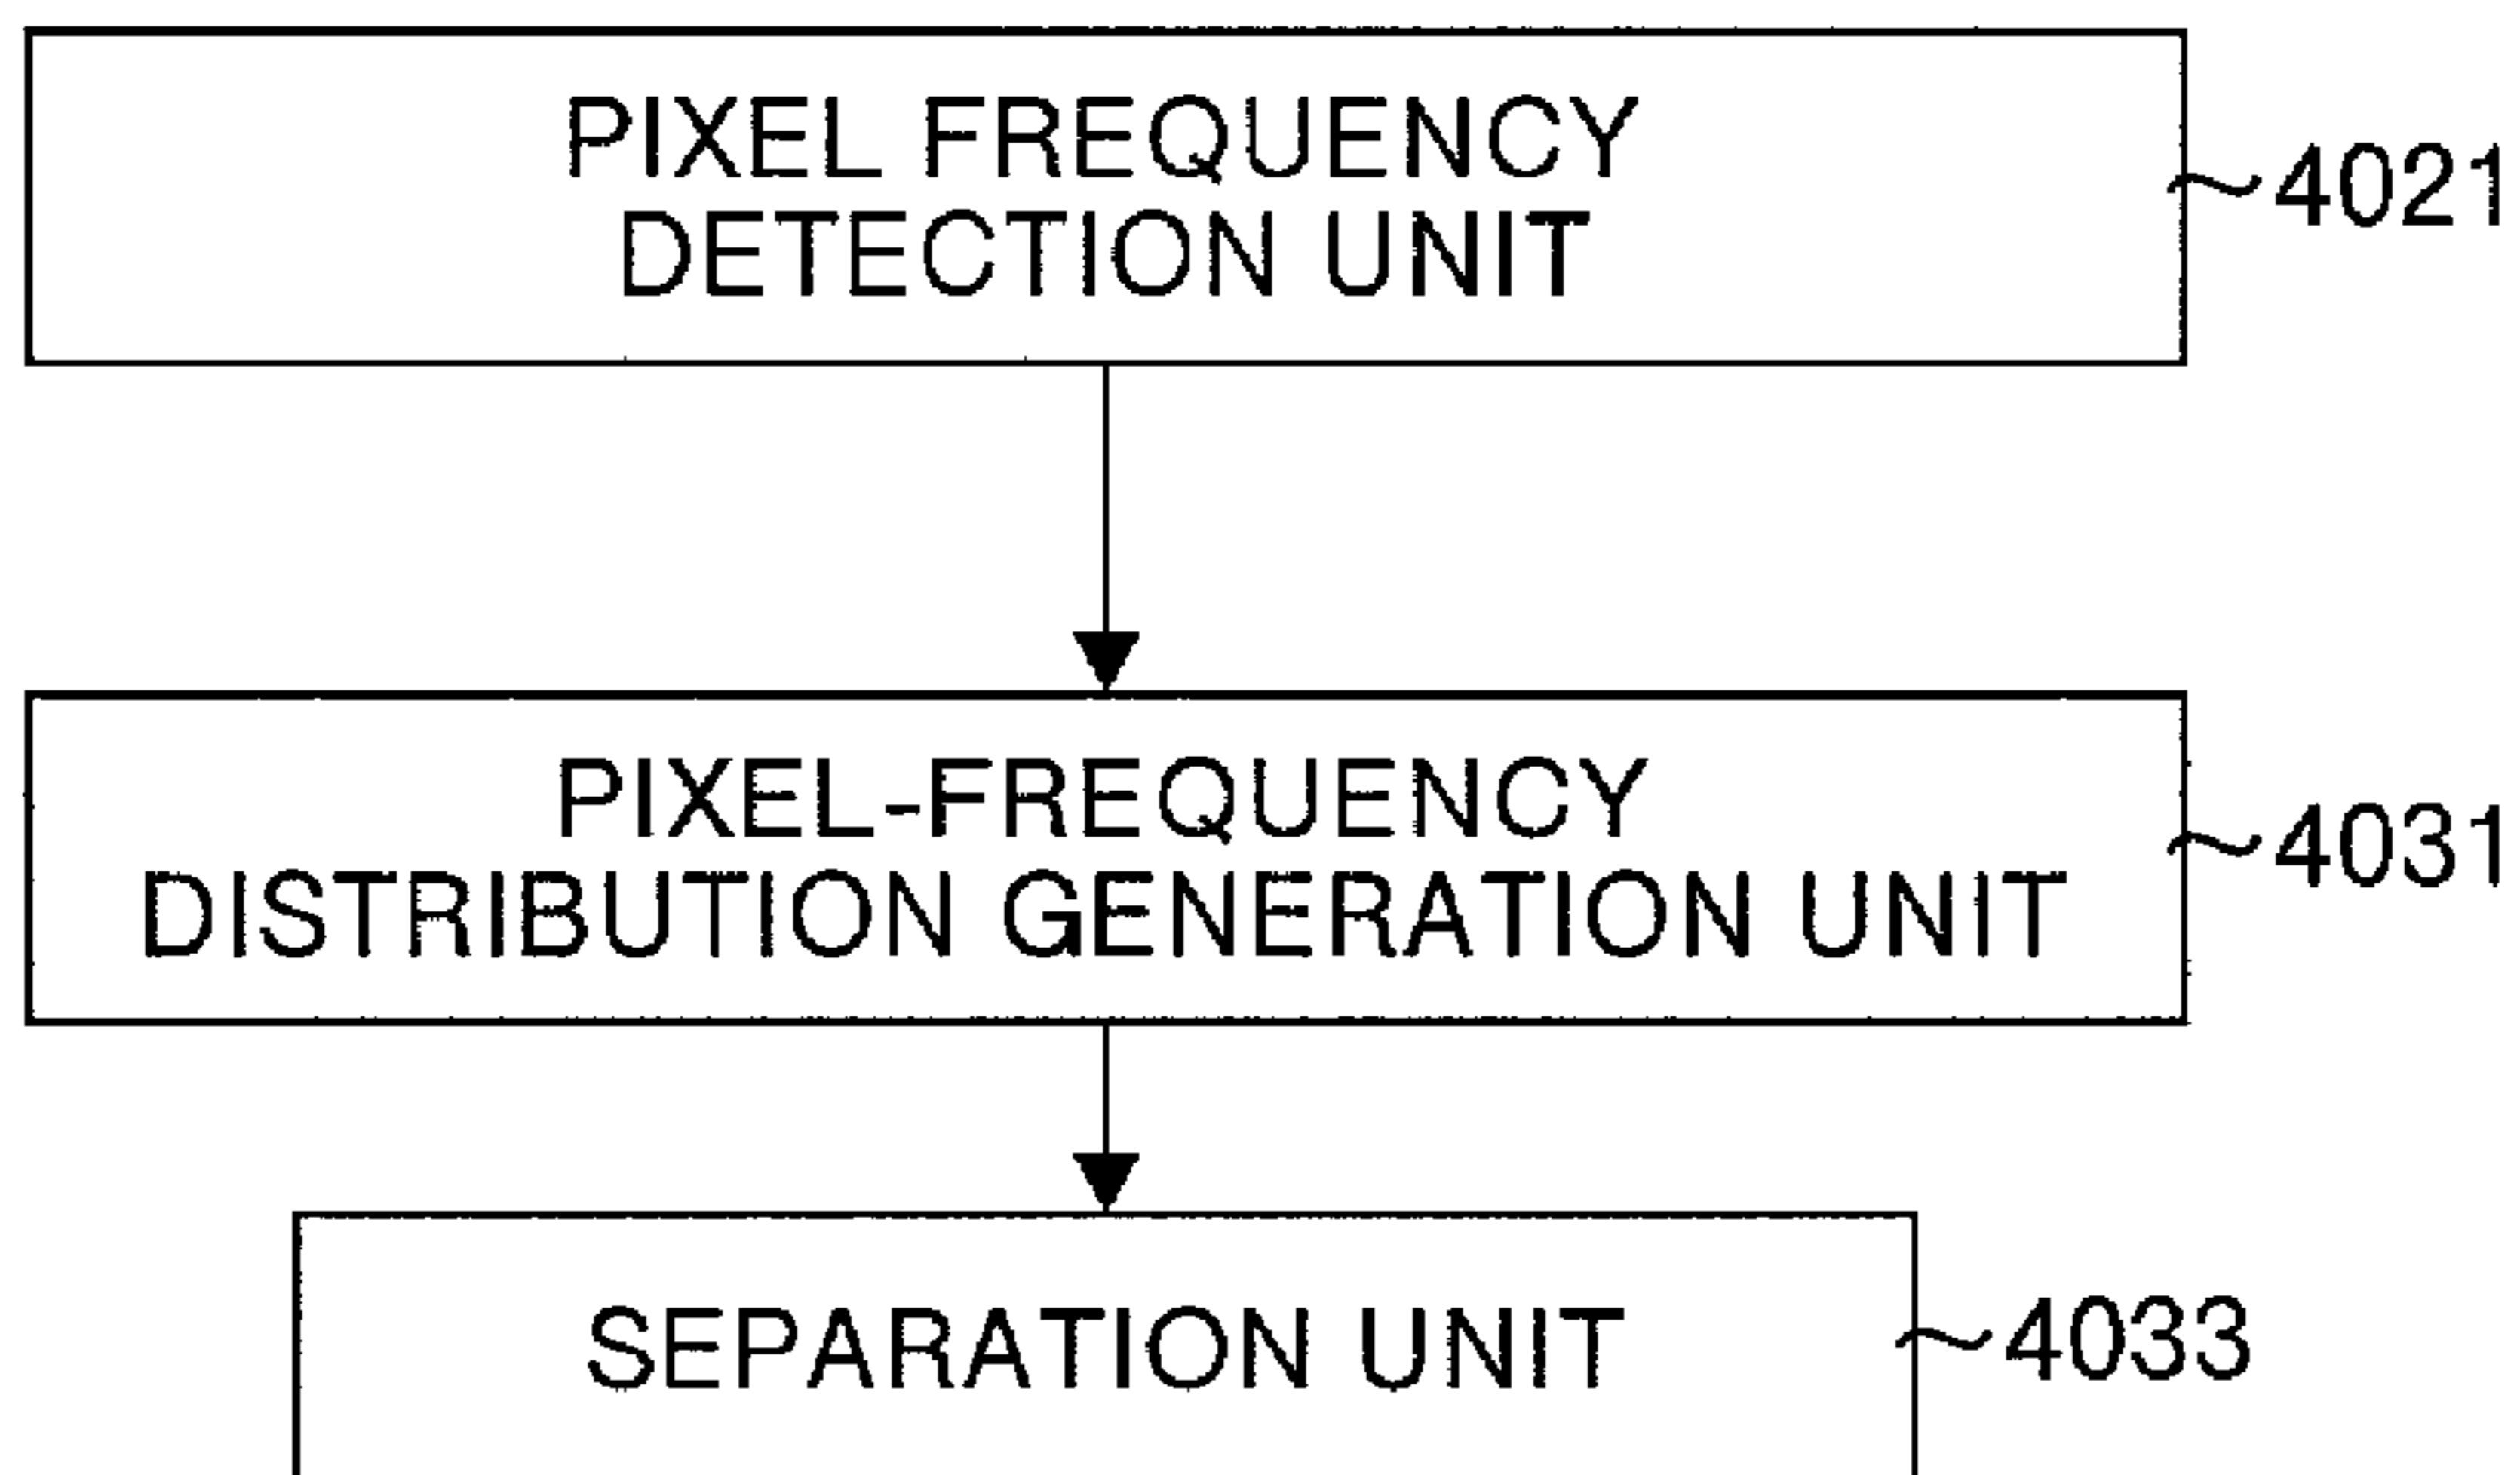 PIXEL FREQUENCY
DETECTION UNIT
4021
PIXEL-FREQUENCY
DISTRIBUTION GENERATION UNIT
4031
SEPARATION UNIT
4033